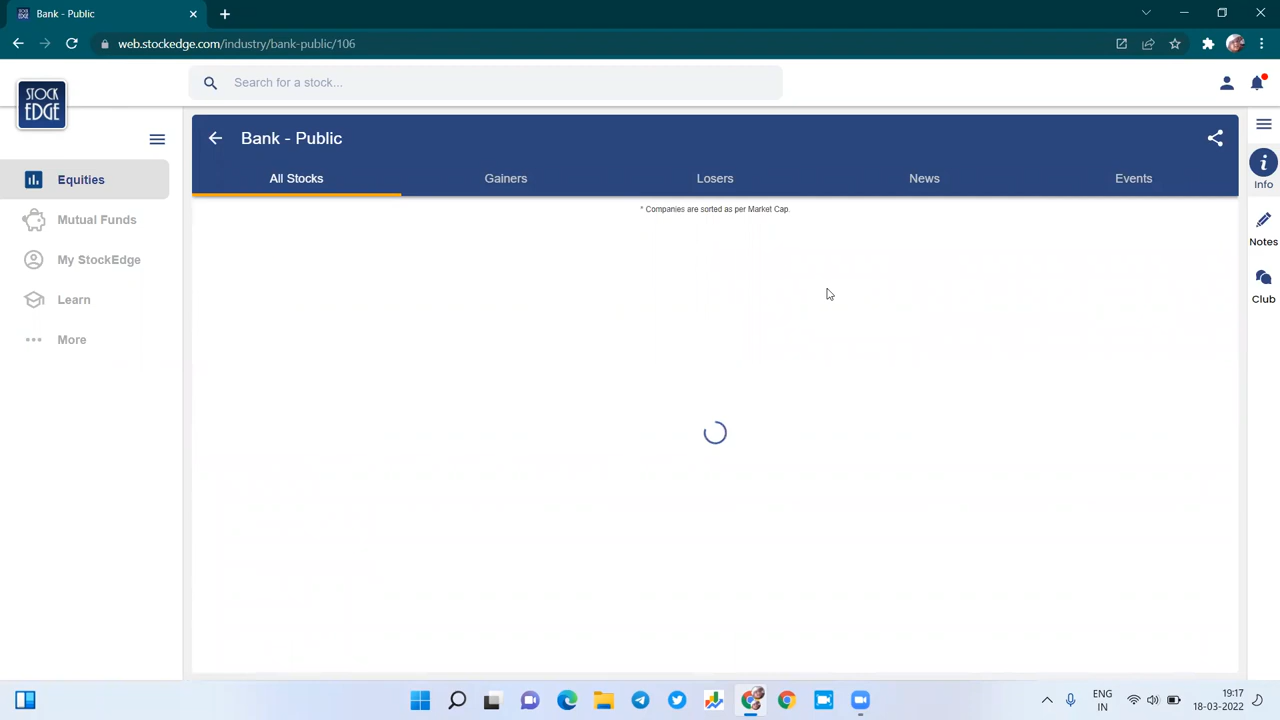 Bank - Public
web.stockedge.com/industry/bank-public/106
STOCK
EDGE
Search for a stock...
Bank - Public
All Stocks
Gainers
Losers
News
Events
* Companies are sorted as per Market Cap.
Equities
Mutual Funds
My StockEdge
Learn
More
Info
Notes
Club
ENG
IN
19:17
18-03-2022